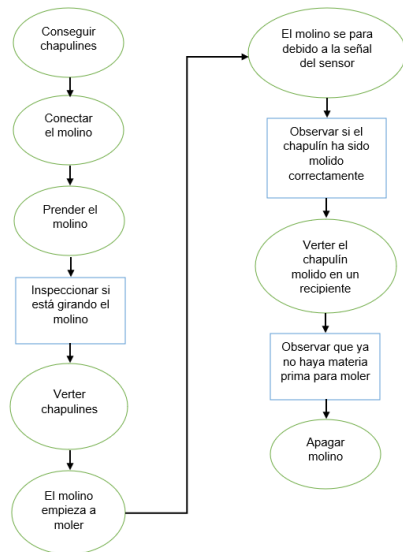 Conseguir
chapulines
Conectar
el molino
Prender el
molino
Inspeccionar si
está girando el
molino
Verter
chapulines
El molino
empieza a
moler
El molino se para
debido a la señal
del sensor
Observar si el
chapulín ha sido
molido
correctamente
Verter el
chapulín
molido en un
recipiente
Observar que ya
no haya materia
prima para moler
Apagar
molino